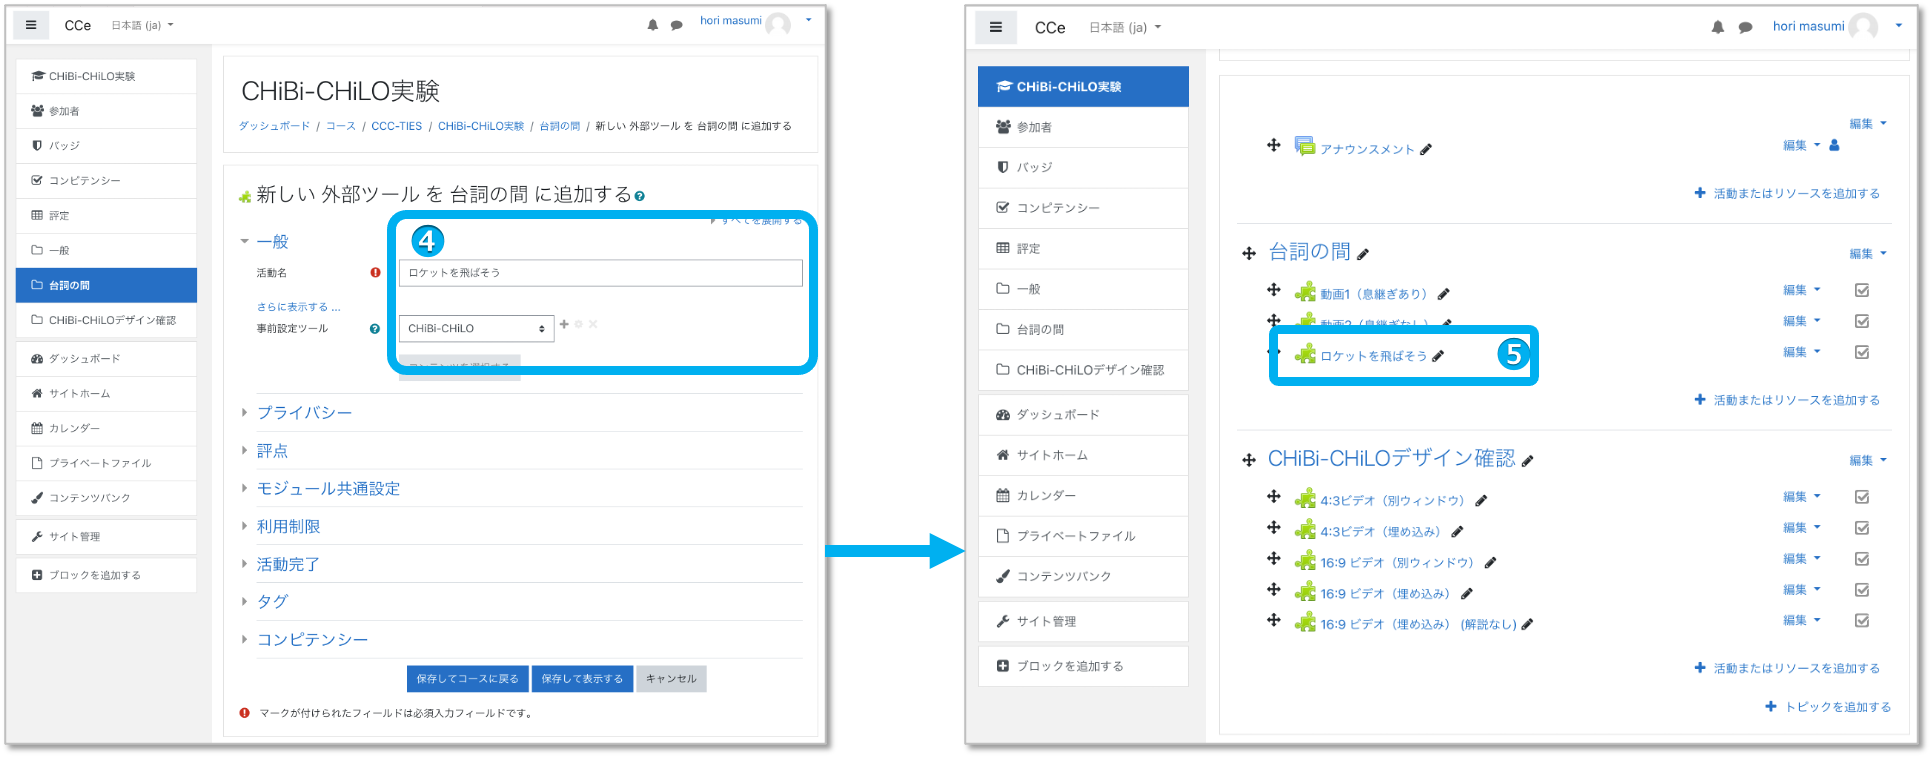 CCe 日本語 (ja)
hori masumi
CHiBi-CHiLO実験
参加者
バッジ
コンピテンシー
評定
一般
台詞の間
CHiBi-CHiLOデザイン確認
ダッシュボード
サイトホーム
カレンダー
プライベートファイル
コンテンツバンク
サイト管理
ブロックを追加する
CHiBi-CHiLO実験
ダッシュボード / コース / CCC-TIES / CHiBi-CHiLO実験 / 台詞の間 / 新しい 外部ツール を 台詞の間 に追加する
新しい 外部ツール を 台詞の間 に追加する
すべてを展開する
4
一般
活動名 ロケットを飛ばそう
さらに表示する ...
事前設定ツール CHiBi-CHiLO
コンテンツを選択する
プライバシー
評点
モジュール共通設定
利用制限
活動完了
タグ
コンピテンシー
保存してコースに戻る 保存して表示する キャンセル
マークが付けられたフィールドは必須入力フィールドです。
CCe 日本語 (ja)
hori masumi
CHiBi-CHiLO実験
参加者
バッジ
コンピテンシー
評定
一般
台詞の間
CHiBi-CHiLOデザイン確認
ダッシュボード
サイトホーム
カレンダー
プライベートファイル
コンテンツバンク
サイト管理
ブロックを追加する
編集
アナウンスメント 編集
活動またはリソースを追加する
台詞の間 編集
動画1（息継ぎあり） 編集
動画2（息継ぎなし） 編集
ロケットを飛ばそう 5 編集
活動またはリソースを追加する
CHiBi-CHiLOデザイン確認 編集
4:3ビデオ（別ウィンドウ） 編集
4:3ビデオ（埋め込み） 編集
16:9 ビデオ（別ウィンドウ） 編集
16:9 ビデオ（埋め込み） 編集
16:9 ビデオ（埋め込み） (解説なし) 編集
活動またはリソースを追加する
トピックを追加する